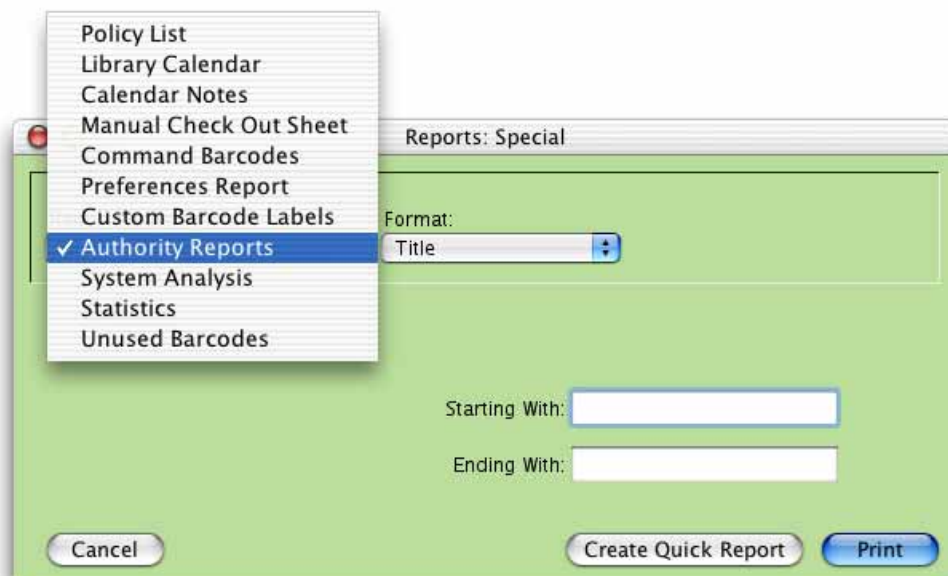 Policy List
Library Calendar
Calendar Notes
Manual Check Out Sheet
Command Barcodes
Preferences Report
Custom Barcode Labels
✓ Authority Reports
System Analysis
Statistics
Unused Barcodes
Reports: Special
Format:
Title
Starting With:
Ending With:
Cancel
Create Quick Report
Print